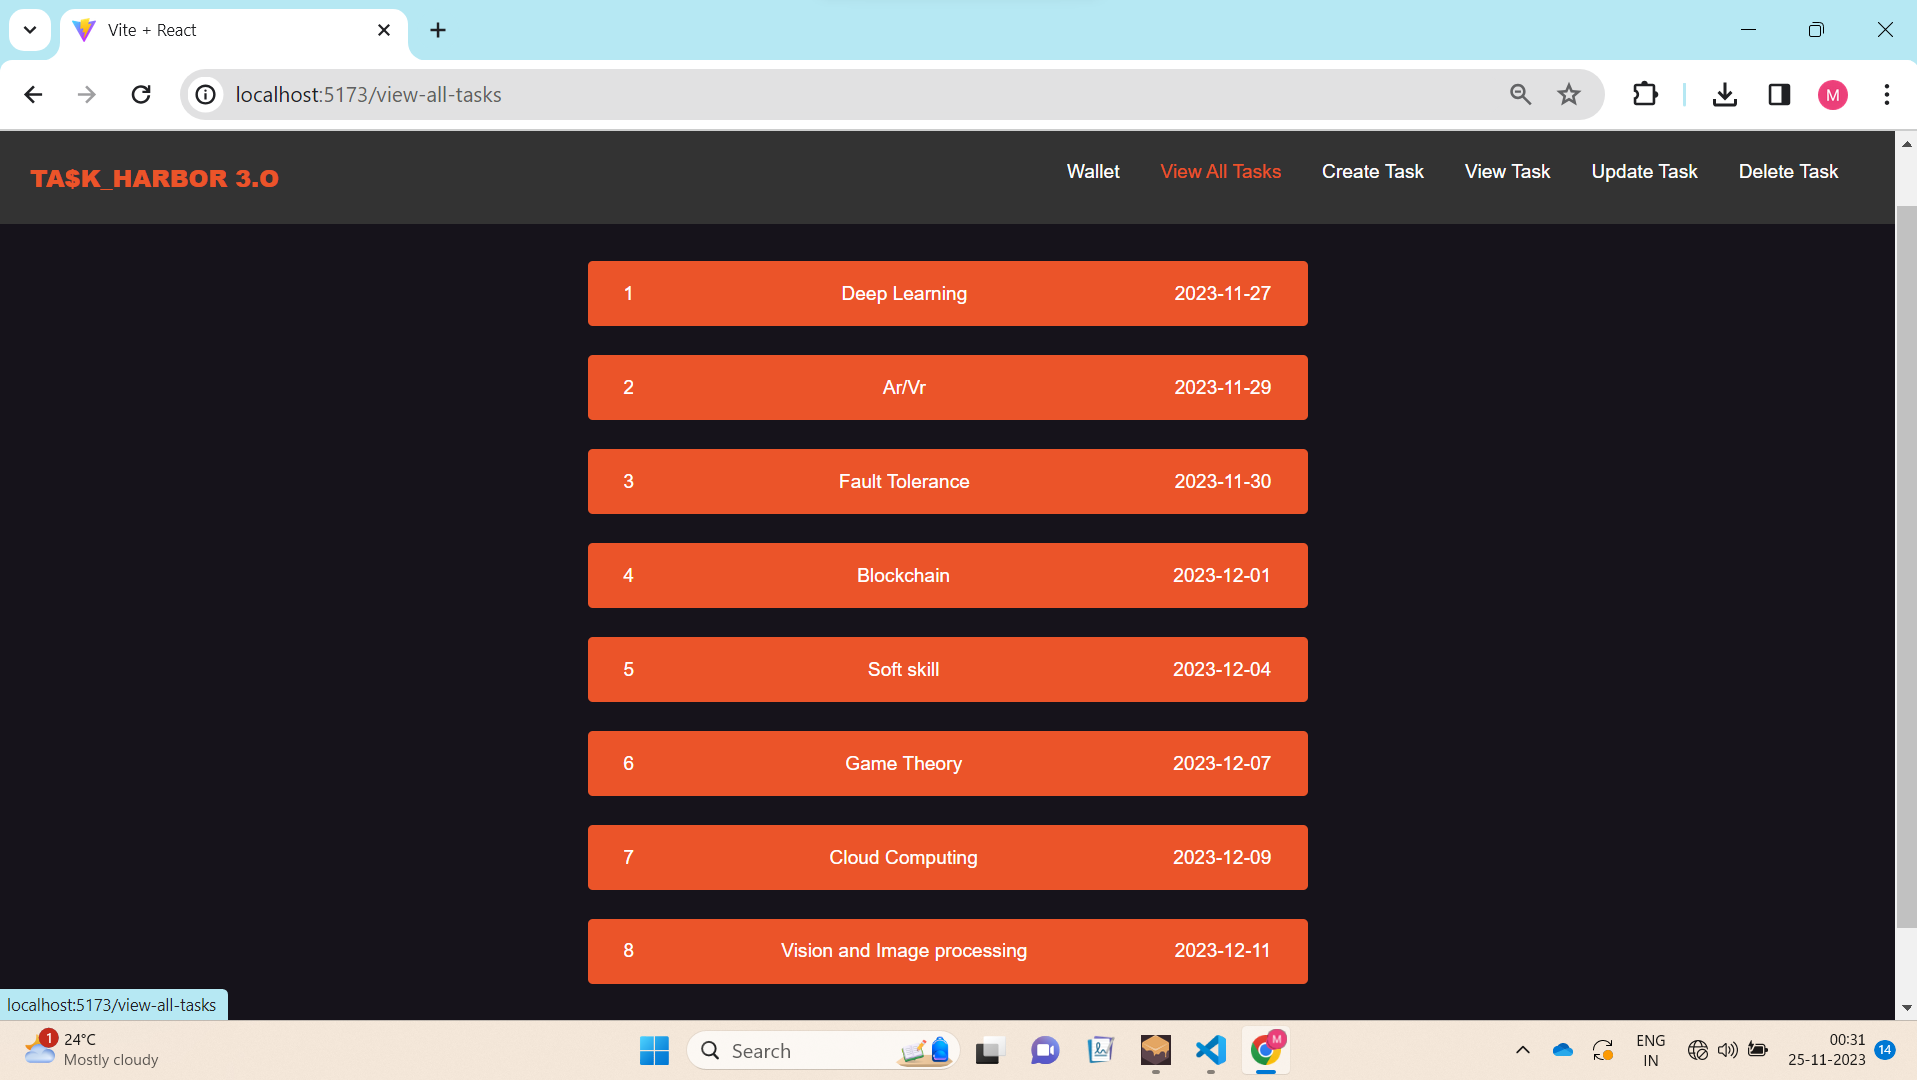 Vite + React
localhost:5173/view-all-tasks
M
TA$K_HARBOR 3.O
Wallet View All Tasks Create Task View Task Update Task Delete Task
1 Deep Learning 2023-11-27
2 Ar/Vr 2023-11-29
3 Fault Tolerance 2023-11-30
4 Blockchain 2023-12-01
5 Soft skill 2023-12-04
6 Game Theory 2023-12-07
7 Cloud Computing 2023-12-09
8 Vision and Image processing 2023-12-11
localhost:5173/view-all-tasks
1
24°C
Mostly cloudy
Search
M
ENG
IN
00:31
25-11-2023
14